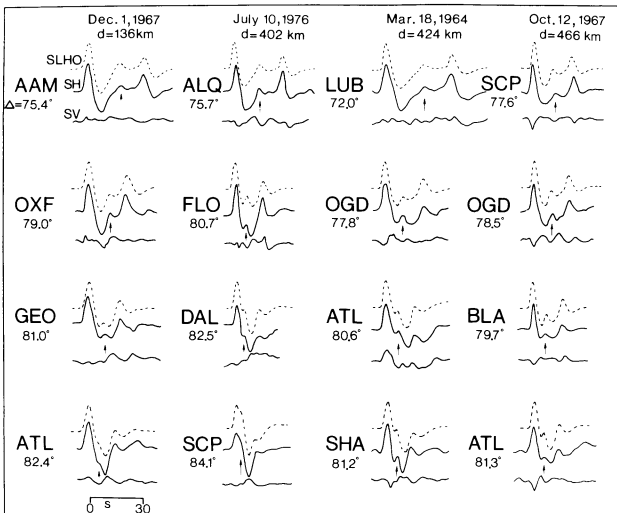 Dec. 1, 1967 July 10, 1976 Mar. 18, 1964 Oct. 12, 1967
d=136km d= 402 km d= 424 km d= 466 km
SLHO
SH
AAM ALQ LUB SCP
Δ=75.4° 75.7° 72.0° 77.6°
SV
OXF FLO OGD OGD
79.0° 80.7° 77.8° 78.5°
GEO DAL ATL BLA
81.0° 82.5° 80.6° 79.7°
ATL SCP SHA ATL
82.4° 84.1° 81.2° 81.3°
0 s 30